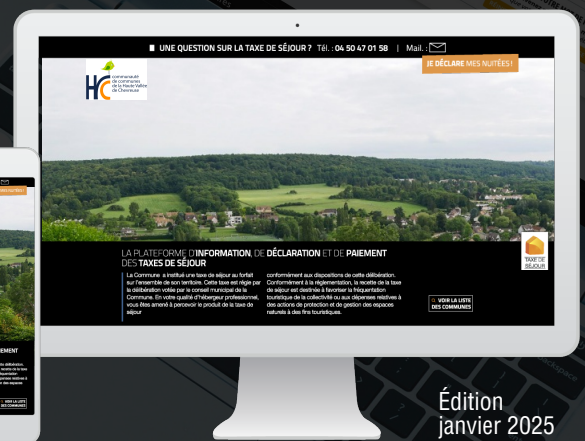 UNE QUESTION SUR LA TAXE DE SÉJOUR ? Tél. : 04 50 47 01 58 | Mail. :
JE DÉCLARE MES NUITÉES !
HC
communauté
de communes
de la Haute Vallée
de Chevreuse
LA PLATEFORME D'INFORMATION, DE DÉCLARATION ET DE PAIEMENT
DES TAXES DE SÉJOUR
La Commune a institué une taxe de séjour au forfait
sur l'ensemble de son territoire. Cette taxe est régie par
la délibération votée par le conseil municipal de la
Commune. En votre qualité d'hébergeur professionnel,
vous êtes amené à percevoir le produit de la taxe de
séjour
conformément aux dispositions de cette délibération.
Conformément à la réglementation, la recette de la taxe
de séjour est destinée à favoriser la fréquentation
touristique de la collectivité ou aux dépenses relatives à
des actions de protection et de gestion des espaces
naturels à des fins touristiques.
TAXE DE
SÉJOUR
VOIR LA LISTE
DES COMMUNES
VOIR LA LISTE
DES COMMUNES
Édition
janvier 2025